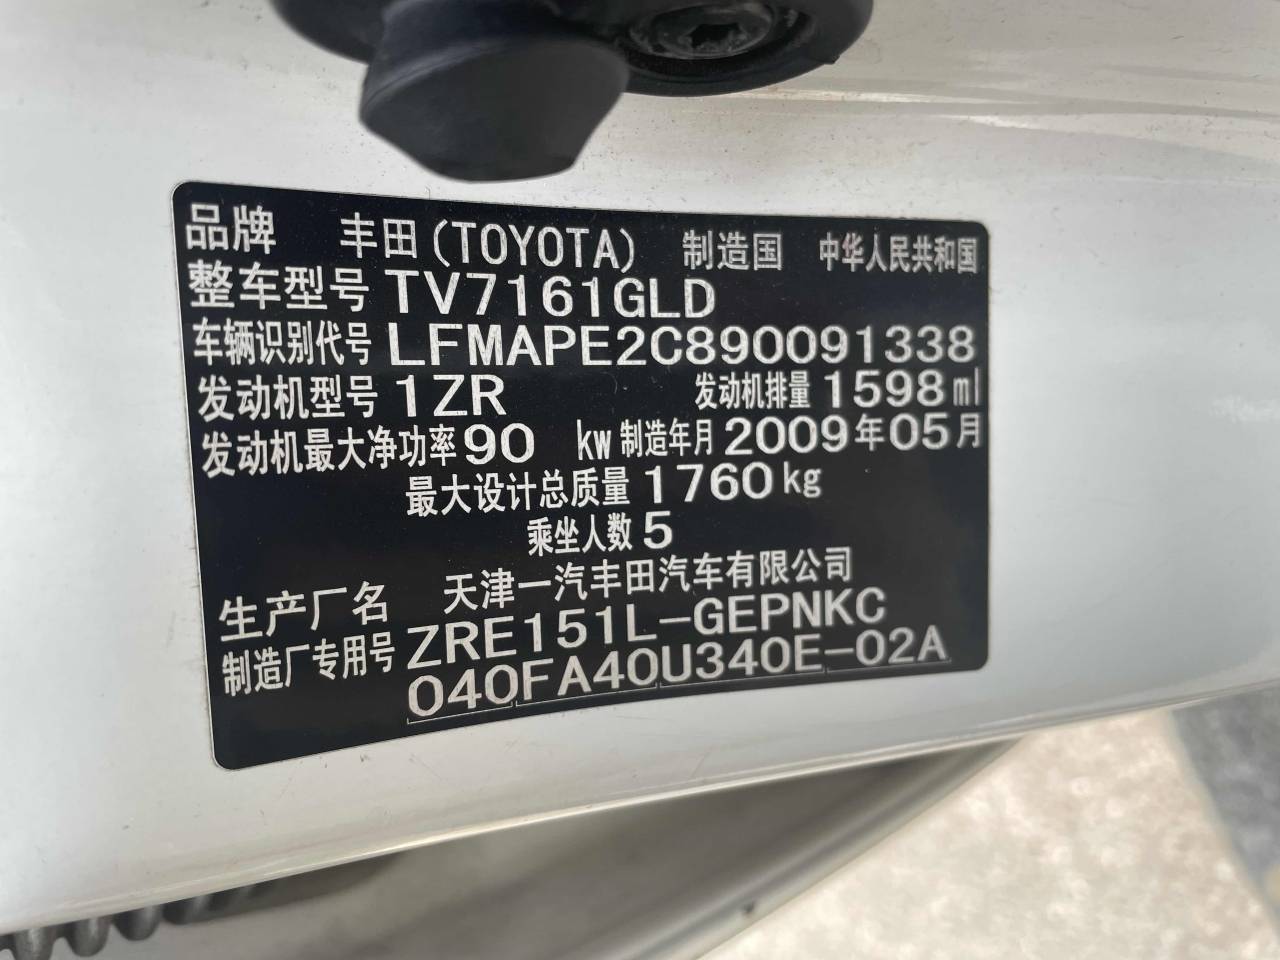 品牌 丰田(TOYOTA) 制造国 中华人民共和国
整车型号 TV7161GLD
车辆识别代号 LFMAPE2C890091338
发动机型号 1ZR 发动机排量 1598 ml
发动机最大净功率 90 kw 制造年月 2009年05月
最大设计总质量 1760 kg
乘坐人数 5
生产厂名 天津一汽丰田汽车有限公司
制造厂专用号 ZRE151L-GEPNKC
040FA40U340E-02A